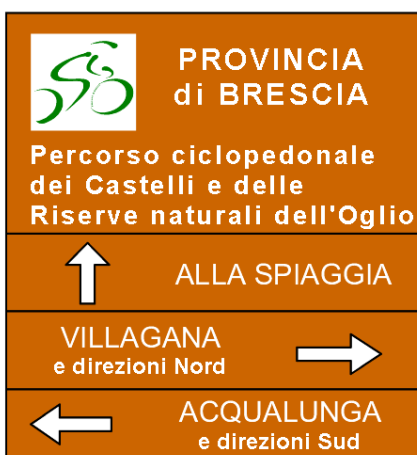 PROVINCIA
di BRESCIA
Percorso ciclopedonale
dei Castelli e delle
Riserve naturali dell'Oglio
ALLA SPIAGGIA
VILLAGANA
e direzioni Nord
ACQUALUNGA
e direzioni Sud